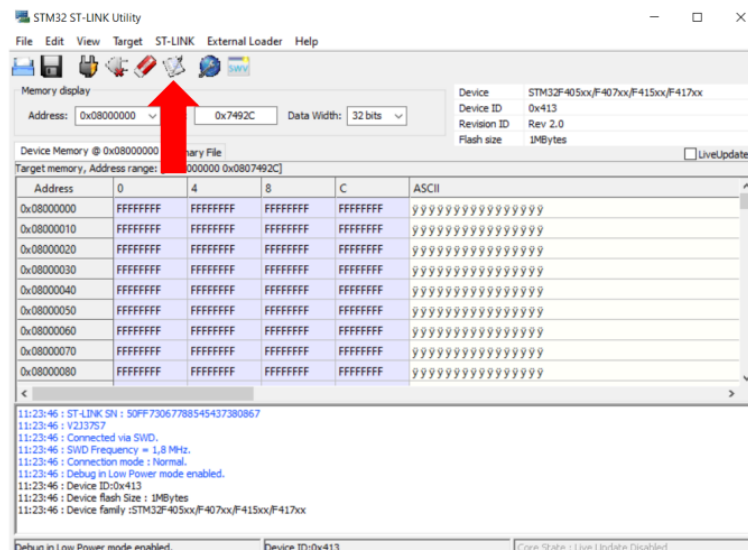 STM32 ST-LINK Utility
File Edit View Target ST-LINK External Loader Help
SWV
Memory display
Address: 0x08000000 0x7492C Data Width: 32 bits
Device STM32F405xx/F407xx/F415xx/F417xx
Device ID 0x413
Revision ID Rev 2.0
Flash size 1MBytes
LiveUpdate
Device Memory @ 0x08000000 File
Target memory, Address range: 0x0807492C]
Address 0 4 8 C ASCII
0x08000000 FFFFFFFF FFFFFFFF FFFFFFFF FFFFFFFF ÿÿÿÿÿÿÿÿÿÿÿÿÿÿÿÿ
0x08000010 FFFFFFFF FFFFFFFF FFFFFFFF FFFFFFFF ÿÿÿÿÿÿÿÿÿÿÿÿÿÿÿÿ
0x08000020 FFFFFFFF FFFFFFFF FFFFFFFF FFFFFFFF ÿÿÿÿÿÿÿÿÿÿÿÿÿÿÿÿ
0x08000030 FFFFFFFF FFFFFFFF FFFFFFFF FFFFFFFF ÿÿÿÿÿÿÿÿÿÿÿÿÿÿÿÿ
0x08000040 FFFFFFFF FFFFFFFF FFFFFFFF FFFFFFFF ÿÿÿÿÿÿÿÿÿÿÿÿÿÿÿÿ
0x08000050 FFFFFFFF FFFFFFFF FFFFFFFF FFFFFFFF ÿÿÿÿÿÿÿÿÿÿÿÿÿÿÿÿ
0x08000060 FFFFFFFF FFFFFFFF FFFFFFFF FFFFFFFF ÿÿÿÿÿÿÿÿÿÿÿÿÿÿÿÿ
0x08000070 FFFFFFFF FFFFFFFF FFFFFFFF FFFFFFFF ÿÿÿÿÿÿÿÿÿÿÿÿÿÿÿÿ
0x08000080 FFFFFFFF FFFFFFFF FFFFFFFF FFFFFFFF ÿÿÿÿÿÿÿÿÿÿÿÿÿÿÿÿ
11:23:46 : ST-LINK SN : 50FF73067788545437380867
11:23:46 : V2J37S7
11:23:46 : Connected via SWD.
11:23:46 : SWD Frequency = 1,8 MHz.
11:23:46 : Connection mode : Normal.
11:23:46 : Debug in Low Power mode enabled.
11:23:46 : Device ID:0x413
11:23:46 : Device flash Size : 1MBytes
11:23:46 : Device family :STM32F405xx/F407xx/F415xx/F417xx
Debug in Low Power mode enabled. Device ID:0x413 Core State : Live Update Disabled